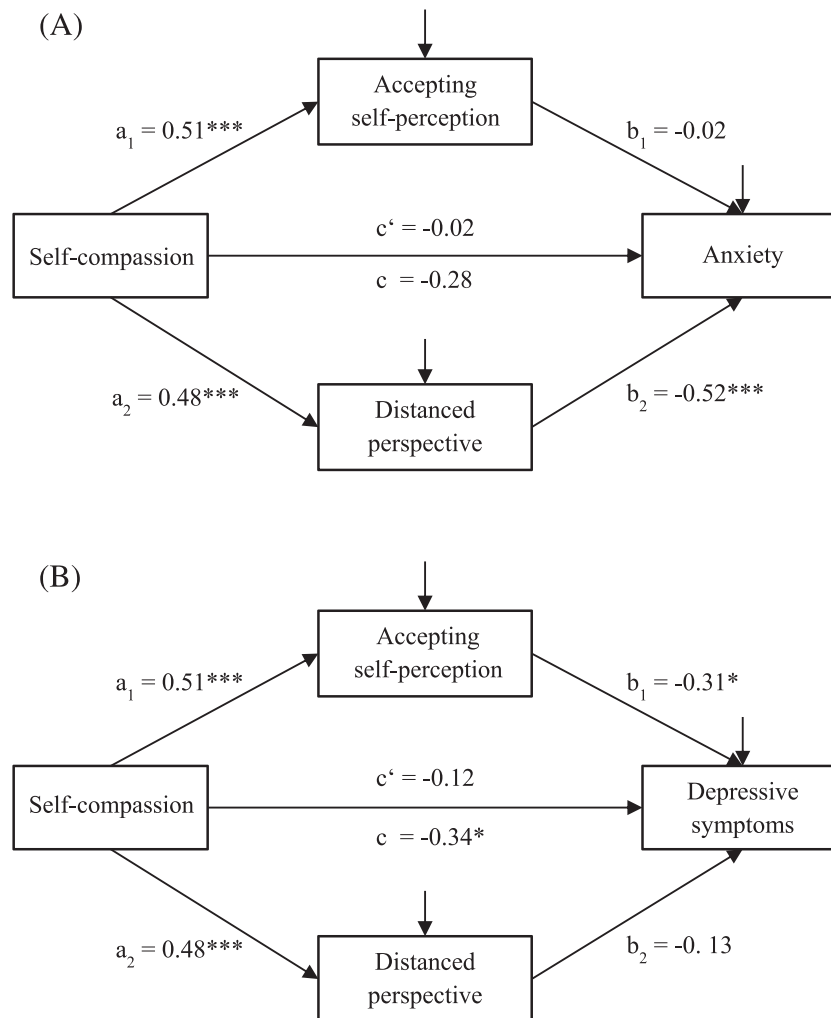 (A)
Accepting
self-perception
a1 = 0.51***
b1 = -0.02
Self-compassion
c‘ = -0.02
c = -0.28
Anxiety
a2 = 0.48***
Distanced
perspective
b2 = -0.52***
(B)
Accepting
self-perception
a1 = 0.51***
b1 = -0.31*
Self-compassion
c‘ = -0.12
c = -0.34*
Depressive
symptoms
a2 = 0.48***
Distanced
perspective
b2 = -0. 13